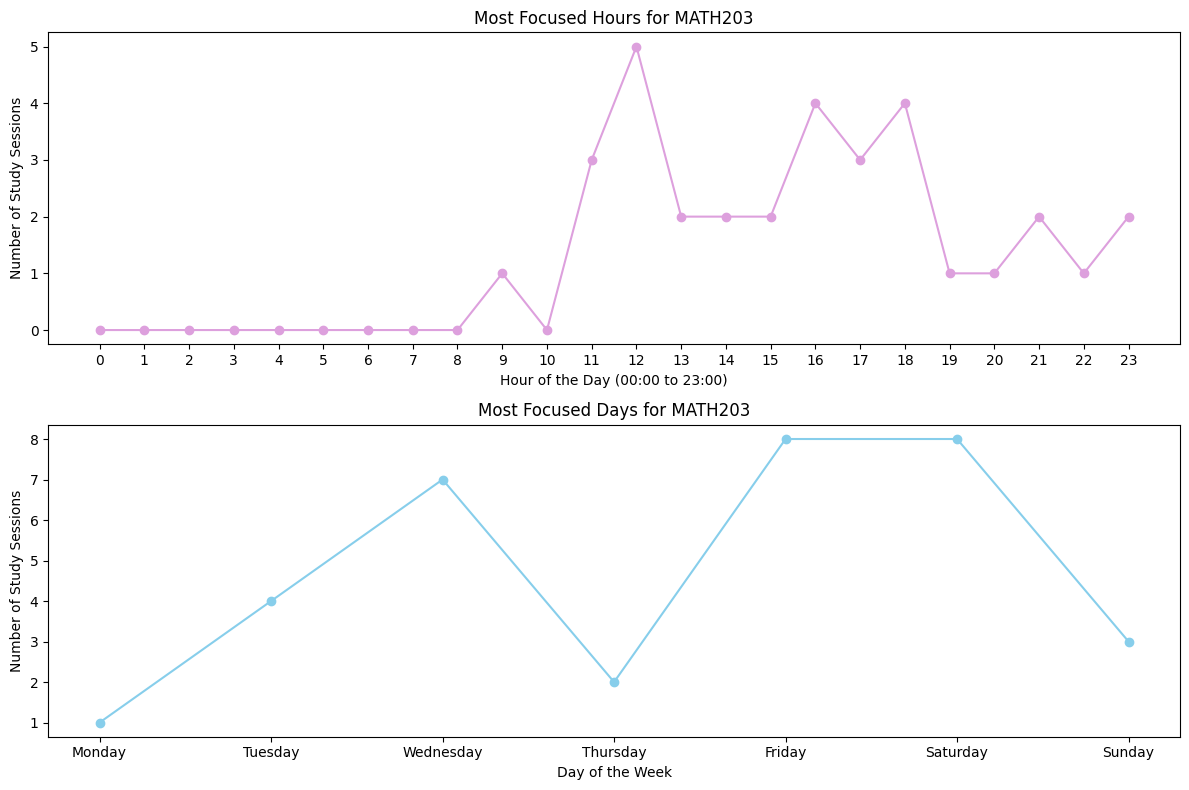 Most Focused Hours for MATH203
Number of Study Sessions
5
4
3
2
1
0
0 1 2 3 4 5 6 7 8 9 10 11 12 13 14 15 16 17 18 19 20 21 22 23
Hour of the Day (00:00 to 23:00)
Most Focused Days for MATH203
Number of Study Sessions
8
7
6
5
4
3
2
1
Monday Tuesday Wednesday Thursday Friday Saturday Sunday
Day of the Week